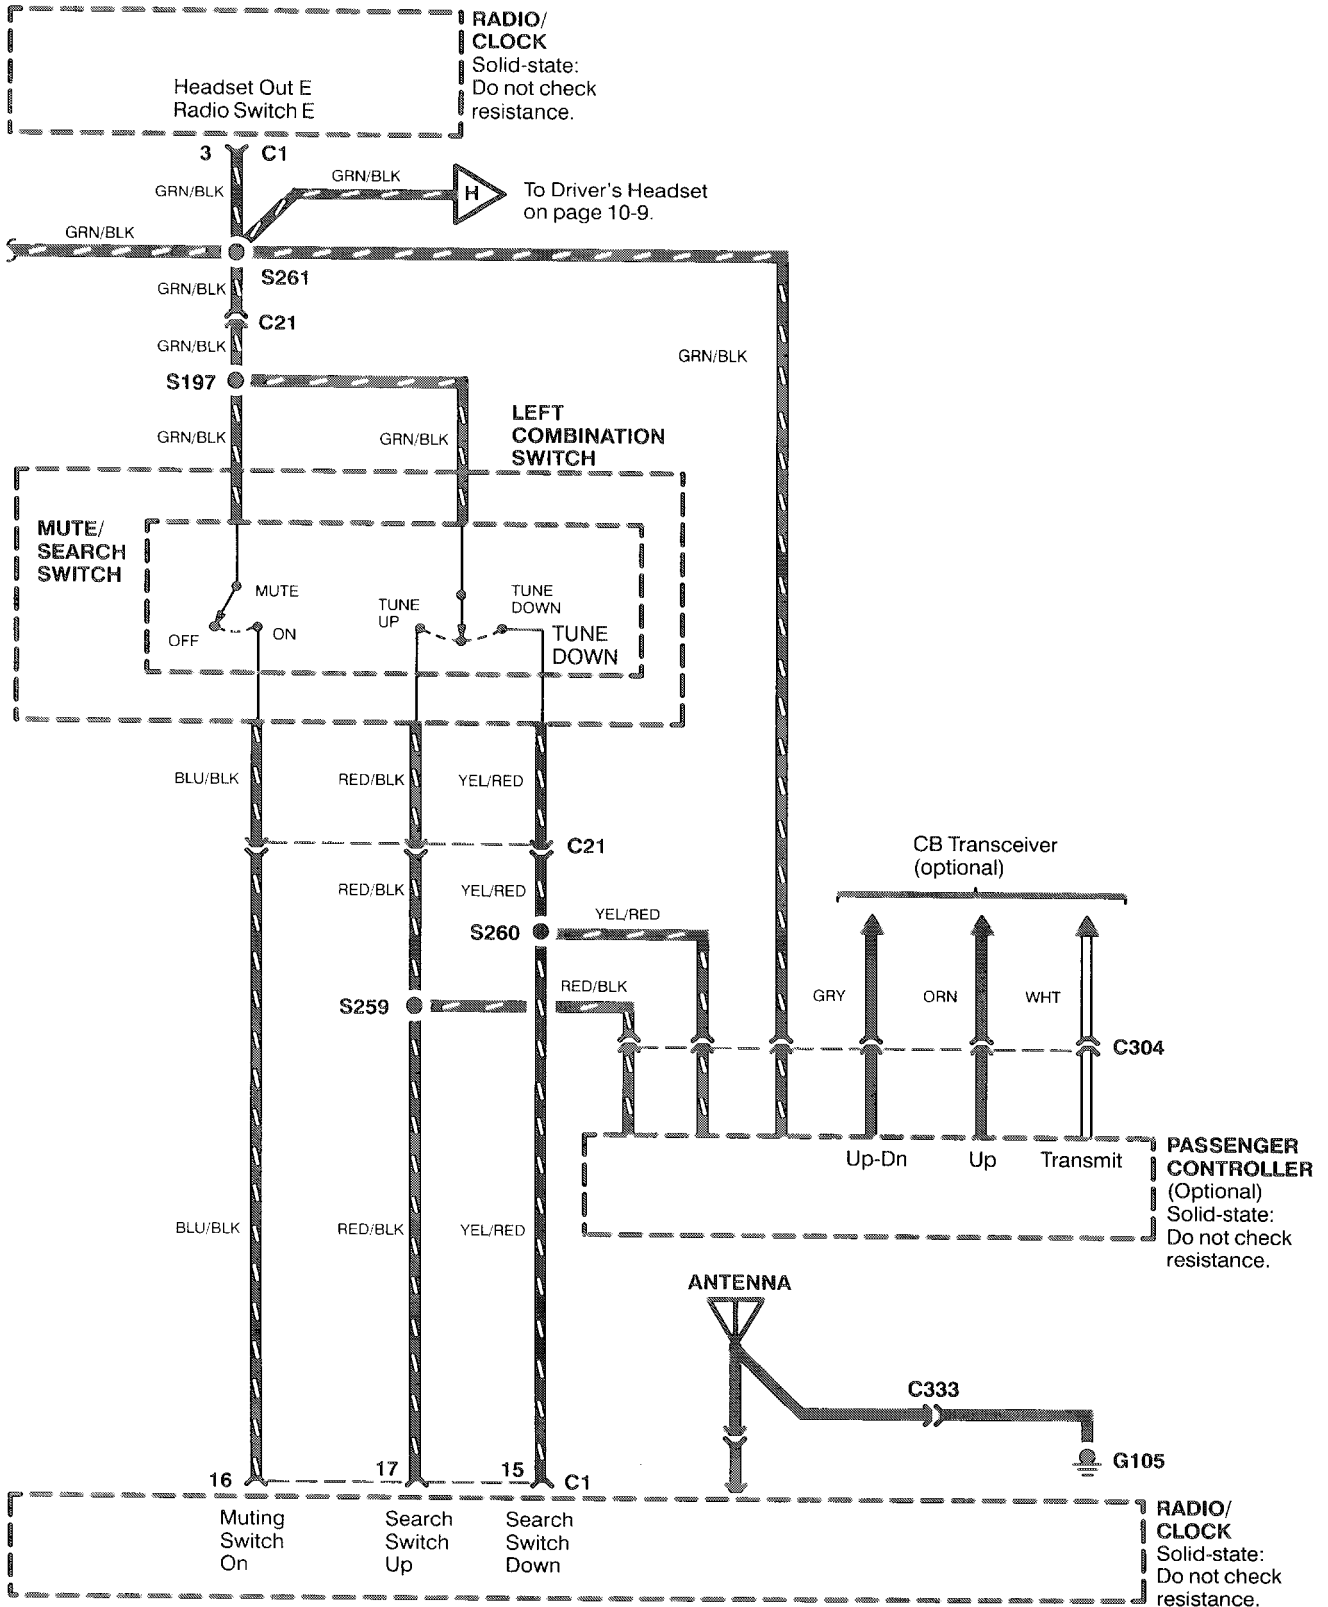 RADIO/
CLOCK
Solid-state:
Do not check
resistance.
Headset Out E
Radio Switch E
3 C1
GRN/BLK
GRN/BLK
H
To Driver's Headset
on page 10-9.
GRN/BLK
S261
GRN/BLK
C21
GRN/BLK
GRN/BLK
S197
LEFT
COMBINATION
SWITCH
GRN/BLK
GRN/BLK
MUTE/
SEARCH
SWITCH
MUTE
OFF
ON
TUNE
UP
TUNE
DOWN
TUNE
DOWN
BLU/BLK
RED/BLK
YEL/RED
C21
CB Transceiver
(optional)
RED/BLK
YEL/RED
YEL/RED
S260
RED/BLK
S259
GRY
ORN
WHT
C304
Up-Dn
Up
Transmit
PASSENGER
CONTROLLER
(Optional)
Solid-state:
Do not check
resistance.
BLU/BLK
RED/BLK
YEL/RED
ANTENNA
C333
G105
16
17
15
C1
Muting
Switch
On
Search
Switch
Up
Search
Switch
Down
RADIO/
CLOCK
Solid-state:
Do not check
resistance.